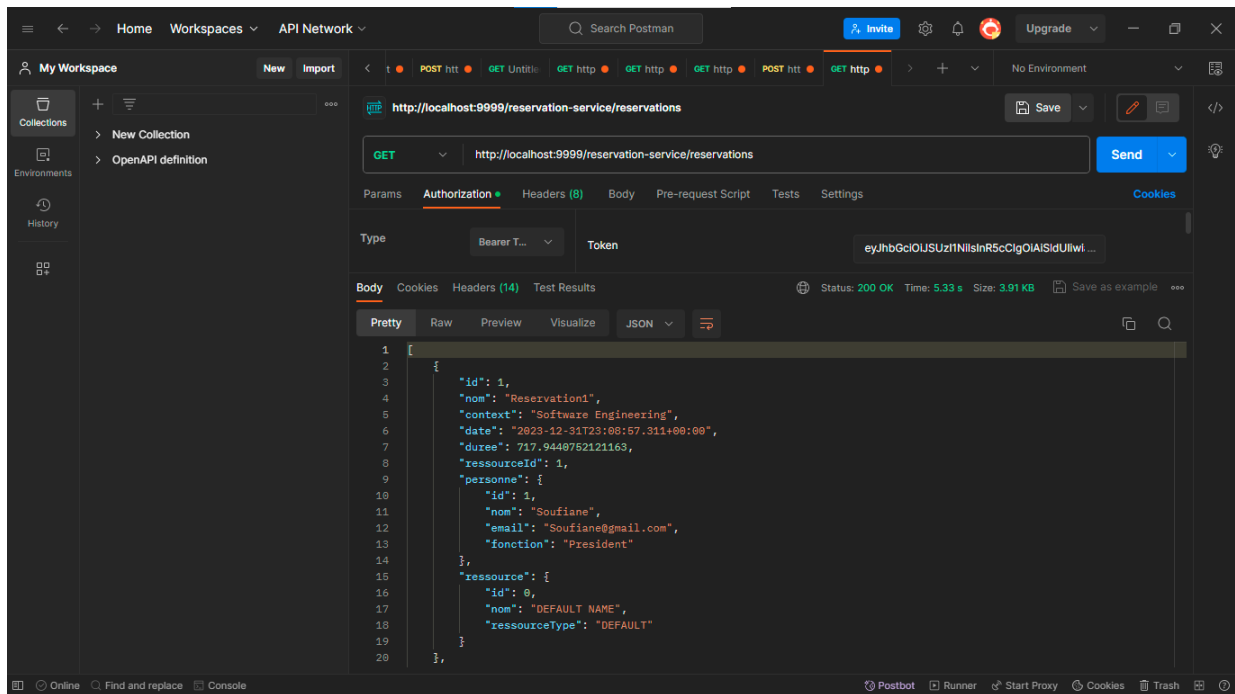 Home Workspaces API Network Search Postman Invite Upgrade
My Workspace New Import t POST htt GET Untitle GET http GET http GET http POST htt GET http No Environment
Collections
HTTP http://localhost:9999/reservation-service/reservations Save
New Collection
OpenAPI definition
GET http://localhost:9999/reservation-service/reservations Send
Environments
Params Authorization Headers (8) Body Pre-request Script Tests Settings Cookies
History
Type Bearer T... Token
Body Cookies Headers (14) Test Results Status: 200 OK Time: 5.33 s Size: 3.91 KB Save as example
Pretty Raw Preview Visualize JSON
1 [
2 {
3 "id": 1,
4 "nom": "Reservation1",
5 "context": "Software Engineering",
6 "date": "2023-12-31T23:08:57.311+00:00",
7 "duree": 717.9440752121163,
8 "ressourceId": 1,
9 "personne": {
10 "id": 1,
11 "nom": "Soufiane",
12 "email": "Soufiane@gmail.com",
13 "fonction": "President"
14 },
15 "ressource": {
16 "id": 0,
17 "nom": "DEFAULT NAME",
18 "ressourceType": "DEFAULT"
19 }
20 },
Online Find and replace Console Postbot Runner Start Proxy Cookies Trash